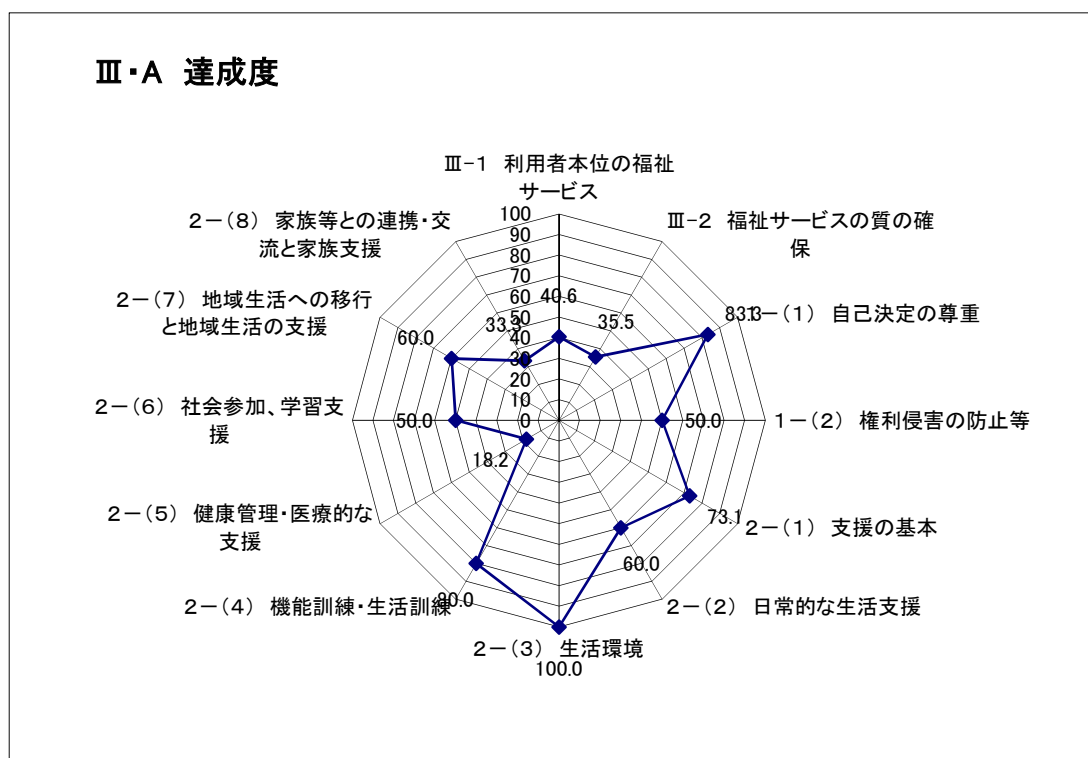 Ⅲ・A 達成度
Ⅲ-1 利用者本位の福祉
サービス
Ⅲ-2 福祉サービスの質の確
保
1－(1) 自己決定の尊重
1－(2) 権利侵害の防止等
2－(1) 支援の基本
2－(2) 日常的な生活支援
2－(3) 生活環境
2－(4) 機能訓練・生活訓練
2－(5) 健康管理・医療的な
支援
2－(6) 社会参加、学習支
援
2－(7) 地域生活への移行
と地域生活の支援
2－(8) 家族等との連携・交
流と家族支援
100
90
80
70
60
50
40
30
20
10
0
40.6
35.5
83.3
50.0
73.1
60.0
100.0
80.0
18.2
50.0
60.0
33.3